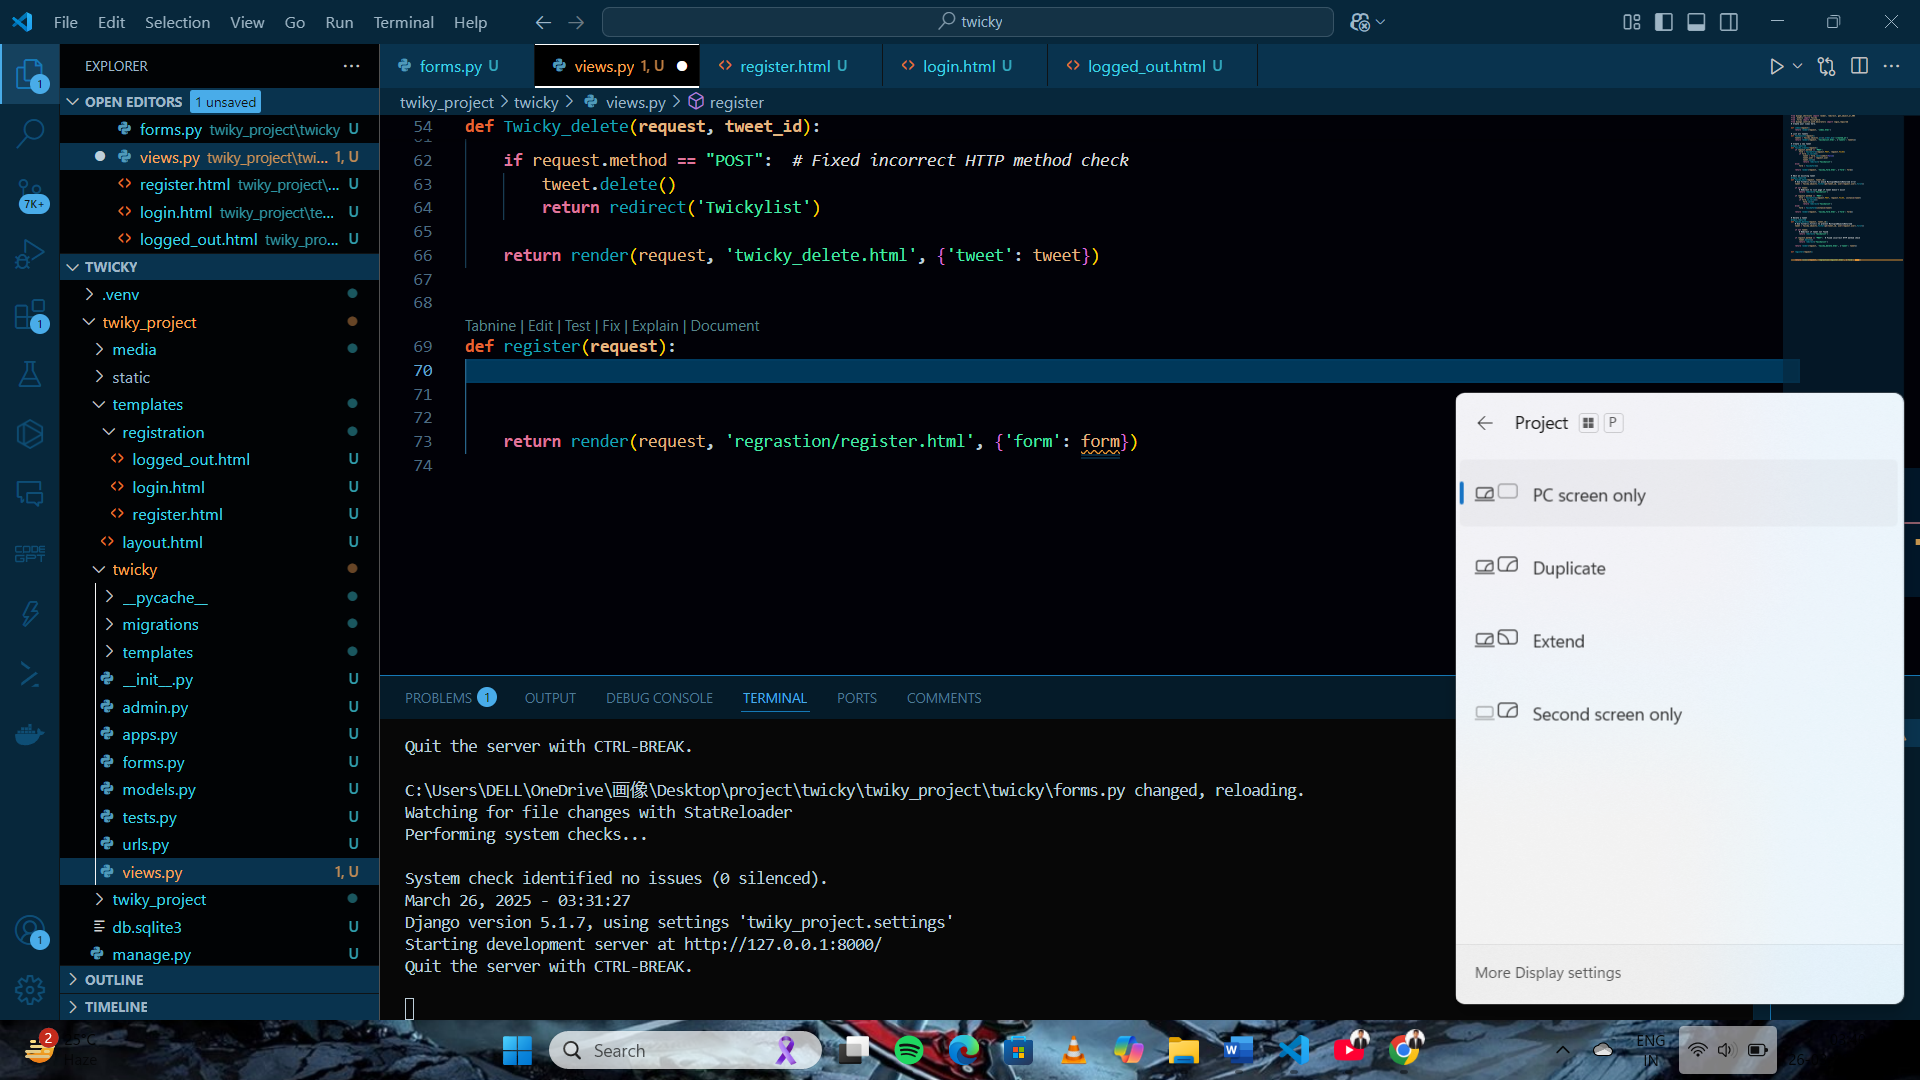 File Edit Selection View Go Run Terminal Help
twicky
EXPLORER
OPEN EDITORS 1 unsaved
forms.py twiky_project\twicky U
views.py twiky_project\twi... 1, U
register.html twiky_project\... U
login.html twiky_project\te... U
logged_out.html twiky_pro... U
TWICKY
.venv
twiky_project
media
static
templates
registration
logged_out.html U
login.html U
register.html U
layout.html U
twicky
__pycache__
migrations
templates
__init__.py U
admin.py U
apps.py U
forms.py U
models.py U
tests.py U
urls.py U
views.py 1, U
twiky_project
db.sqlite3 U
manage.py U
OUTLINE
TIMELINE
1
7K+
1
CODE GPT
1
forms.py U views.py 1, U register.html U login.html U logged_out.html U
twiky_project > twicky > views.py > register
54 def Twicky_delete(request, tweet_id):
62 if request.method == "POST": # Fixed incorrect HTTP method check
63 tweet.delete()
64 return redirect('Twickylist')
65
66 return render(request, 'twicky_delete.html', {'tweet': tweet})
67
68
Tabnine | Edit | Test | Fix | Explain | Document
69 def register(request):
70
71
72
73 return render(request, 'regrastion/register.html', {'form': form})
74
PROBLEMS 1 OUTPUT DEBUG CONSOLE TERMINAL PORTS COMMENTS
Quit the server with CTRL-BREAK.
C:\Users\DELL\OneDrive\画像\Desktop\project\twicky\twiky_project\twicky\forms.py changed, reloading.
Watching for file changes with StatReloader
Performing system checks...
System check identified no issues (0 silenced).
March 26, 2025 - 03:31:27
Django version 5.1.7, using settings 'twiky_project.settings'
Starting development server at http://127.0.0.1:8000/
Quit the server with CTRL-BREAK.
Project P
PC screen only
Duplicate
Extend
Second screen only
More Display settings
2
Haze
Search
ENG
IN